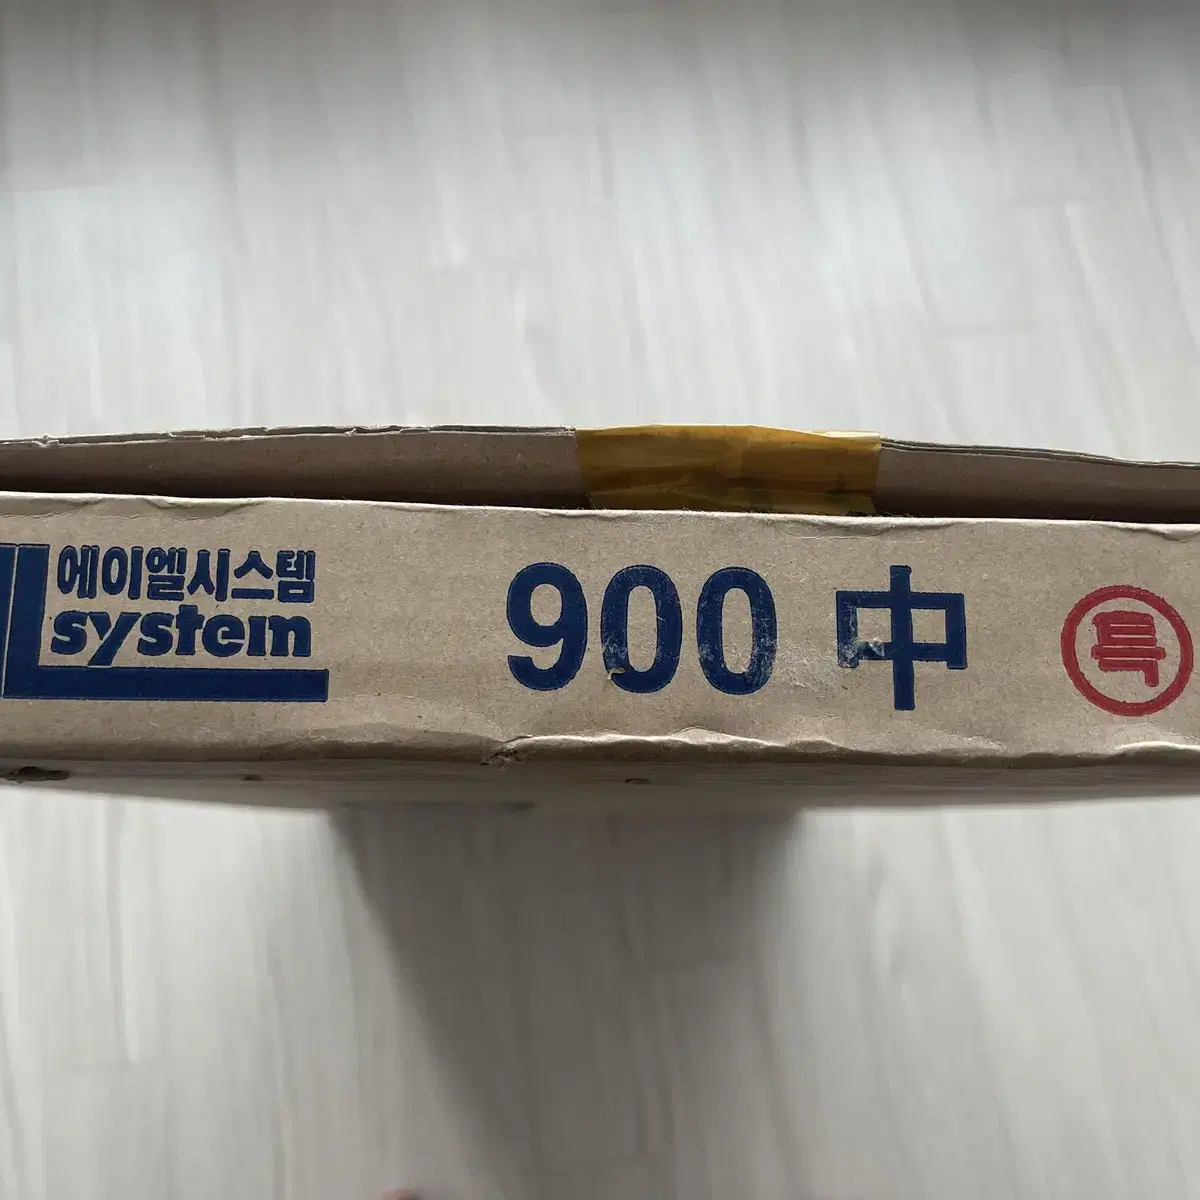 에이엘시스템
system
900 中 특